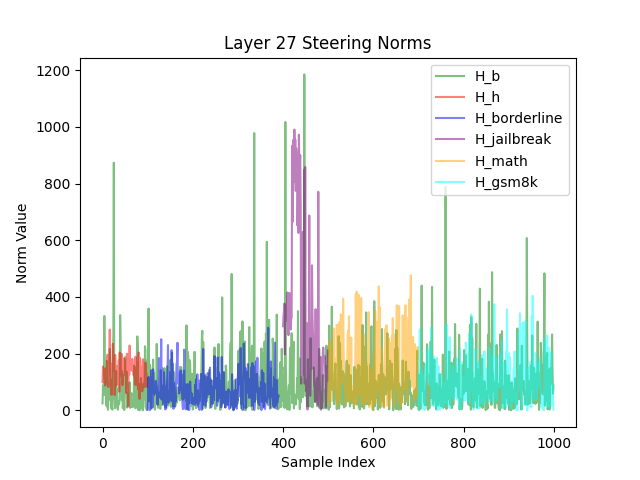 Layer 27 Steering Norms
Norm Value
1200
1000
800
600
400
200
0
0
200
400
600
800
1000
Sample Index
H_b
H_h
H_borderline
H_jailbreak
H_math
H_gsm8k